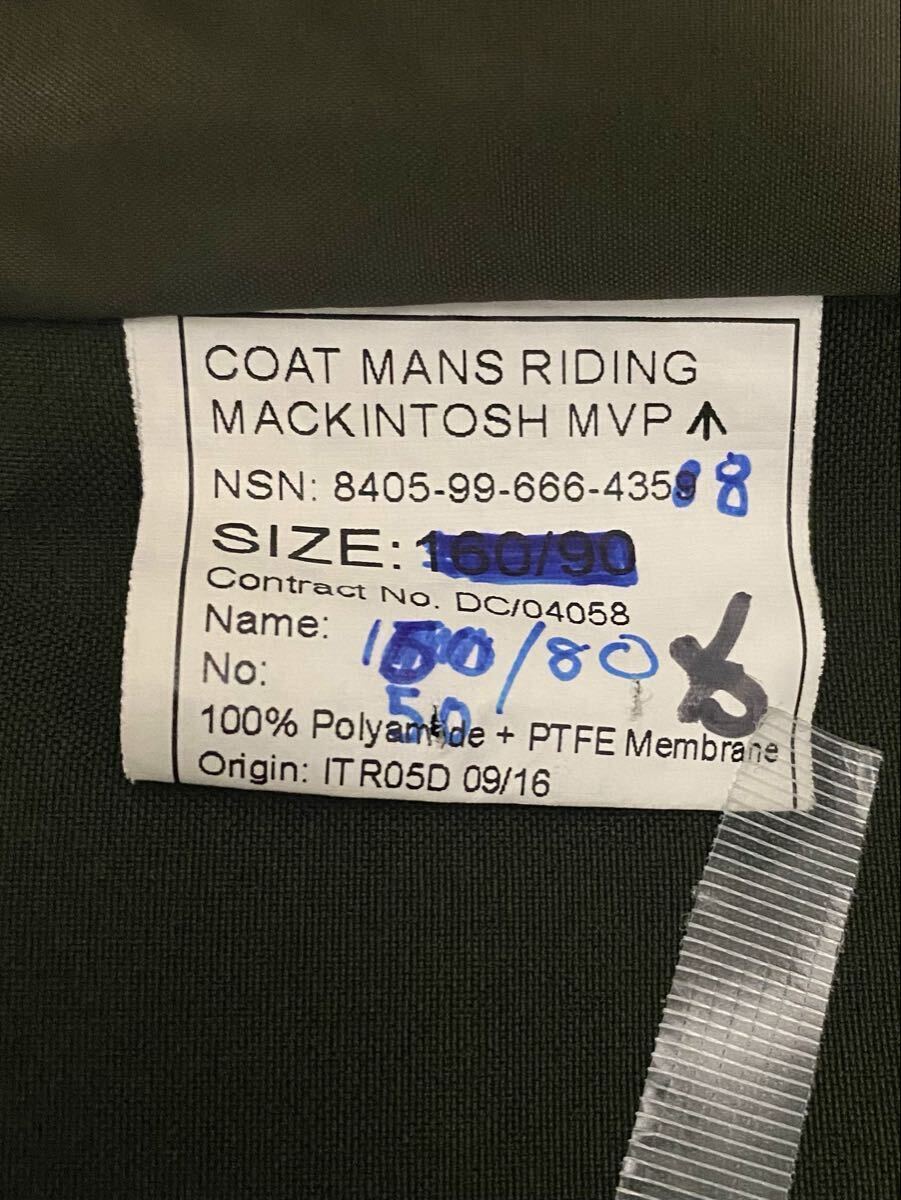 COAT MANS RIDING
MACKINTOSH MVP
NSN: 8405-99-666-4359 8
SIZE: 160/90
Contract No. DC/04058
Name:
No:
/80
50
100% Polyamide + PTFE Membrane
Origin: ITR05D 09/16